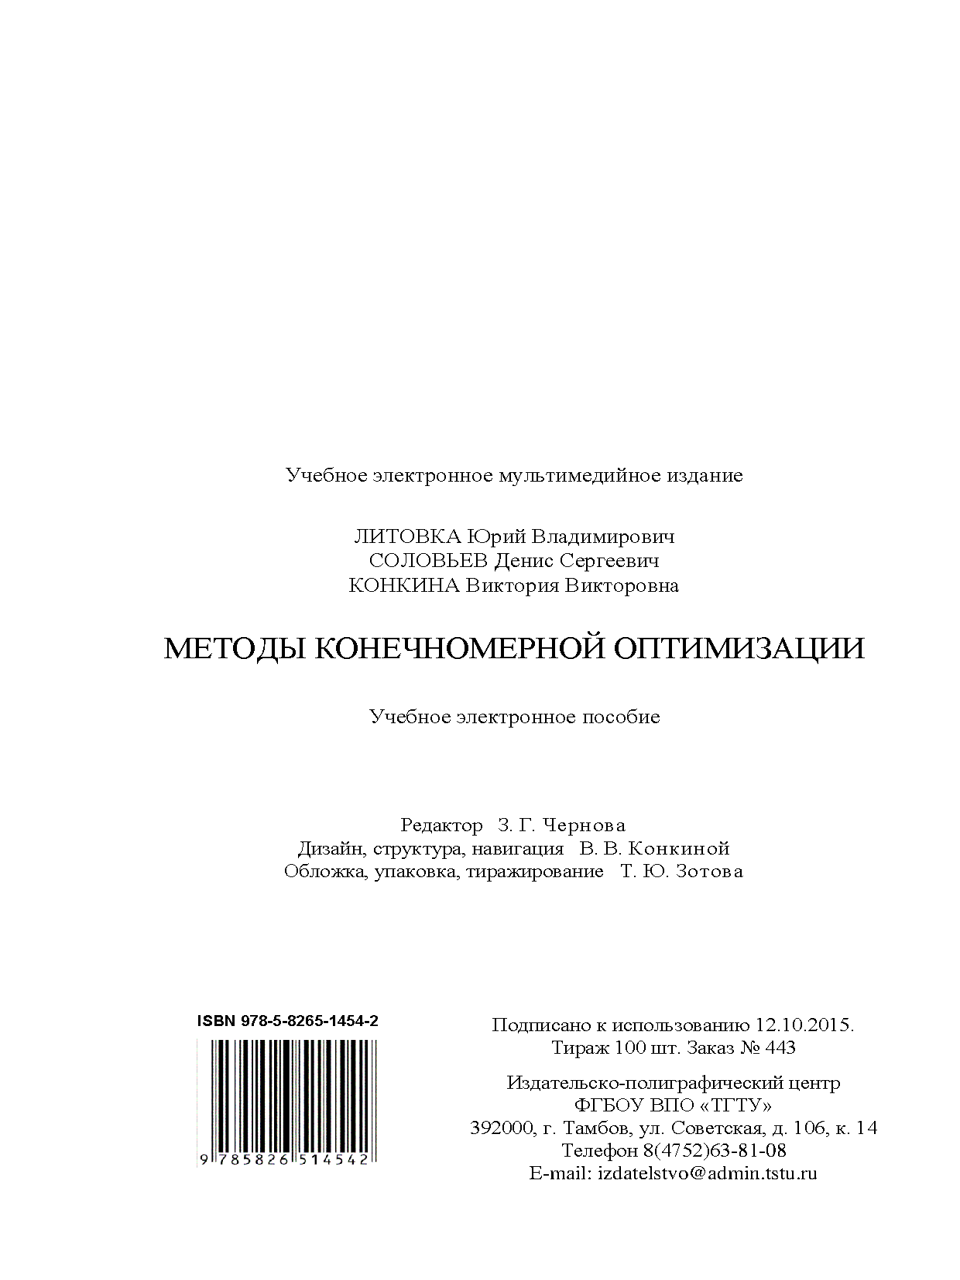 Учебное электронное мультимедийное издание
ЛИТОВКА Юрий Владимирович
СОЛОВЬЕВ Денис Сергеевич
КОНКИНА Виктория Викторовна
МЕТОДЫ КОНЕЧНОМЕРНОЙ ОПТИМИЗАЦИИ
Учебное электронное пособие
Редактор З. Г. Чернова
Дизайн, структура, навигация В. В. Конкиной
Обложка, упаковка, тиражирование Т. Ю. Зотова
ISBN 978-5-8265-1454-2
9 785826 514542
Подписано к использованию 12.10.2015.
Тираж 100 шт. Заказ № 443
Издательско-полиграфический центр
ФГБОУ ВПО «ТГТУ»
392000, г. Тамбов, ул. Советская, д. 106, к. 14
Телефон 8(4752)63-81-08
E-mail: izdatelstvo@admin.tstu.ru